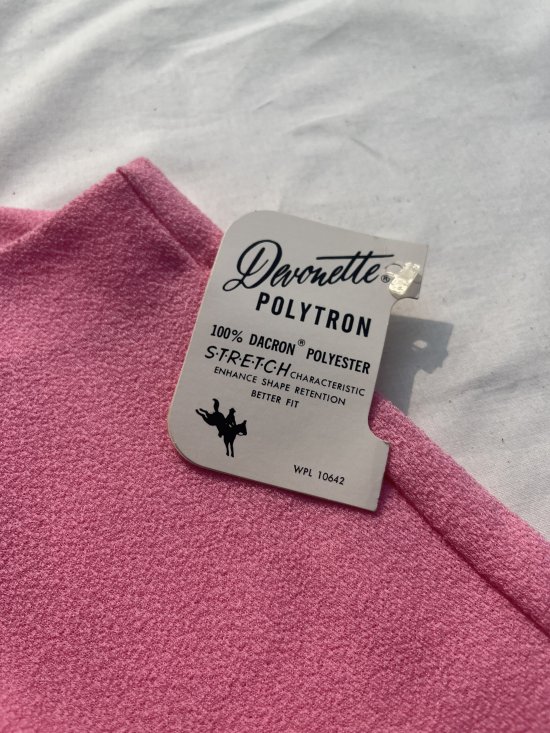 Devonette®
POLYTRON
100% DACRON® POLYESTER
S·T·R·E·T·C·H CHARACTERISTIC
ENHANCE SHAPE RETENTION
BETTER FIT
WPL 10642